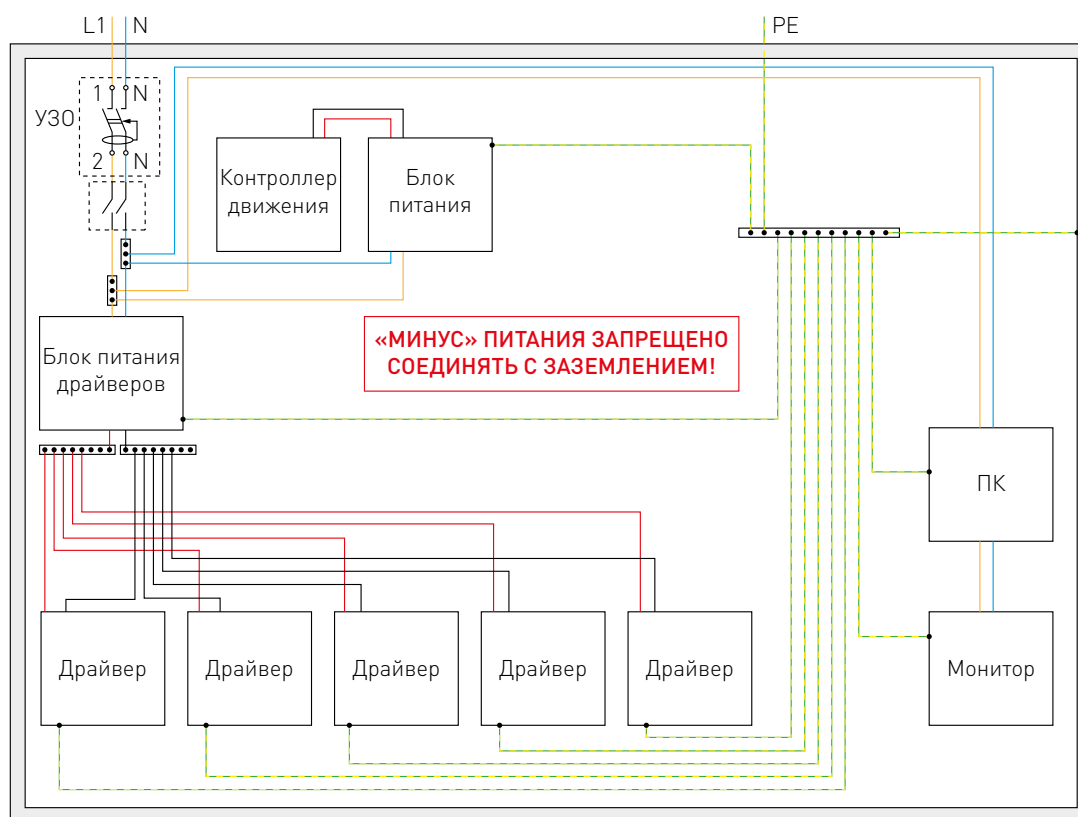 L1 N
PE
1 N
УЗО
2 N
Контроллер
движения
Блок
питания
«МИНУС» ПИТАНИЯ ЗАПРЕЩЕНО
СОЕДИНЯТЬ С ЗАЗЕМЛЕНИЕМ!
Блок питания
драйверов
ПК
Драйвер
Драйвер
Драйвер
Драйвер
Драйвер
Монитор